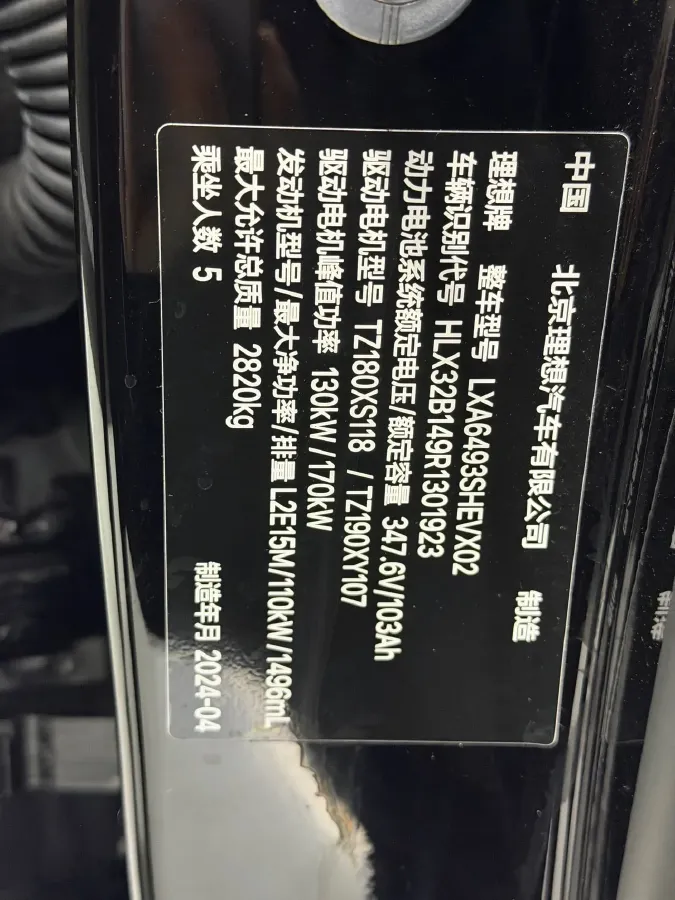 中国 北京理想汽车有限公司 制造
理想牌 整车型号 LXA6493SHEVX02
车辆识别代号 HLX32B149R1301923
动力电池系统额定电压/额定容量 347.6V/103Ah
驱动电机型号 TZ180XS118 / TZ190XY107
驱动电机峰值功率 130kW/170kW
发动机型号/最大净功率/排量 L2E15M/110kW/1496mL
最大允许总质量 2820kg
乘坐人数 5 制造年月 2024-04